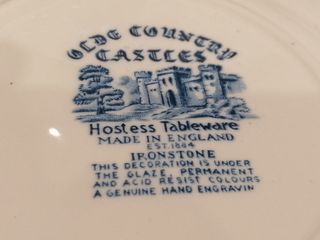 OLDE COUNTRY
CASTLES
Hostess Tableware
MADE IN ENGLAND
EST. 1884
IRONSTONE
THIS DECORATION IS UNDER
THE GLAZE, PERMANENT
AND ACID RESIST COLOURS
A GENUINE HAND ENGRAVIN